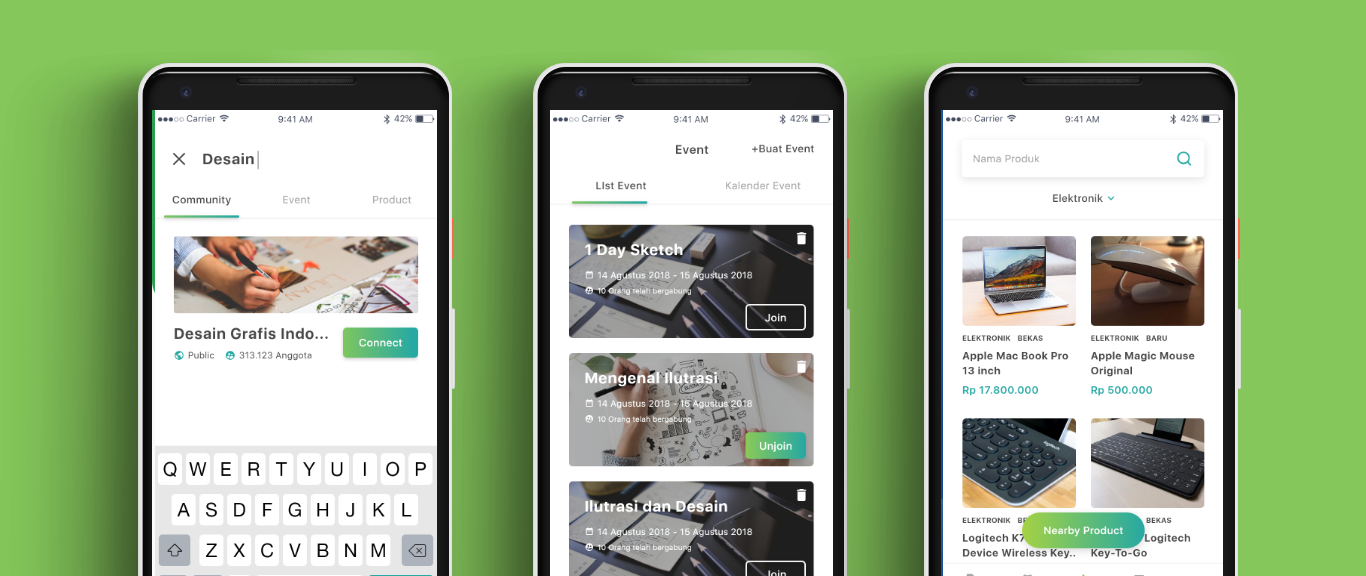 ●●●○○ Carrier 9:41 AM 42%
Desain
Community Event Product
Desain Grafis Indo...
Public 313.123 Anggota
Connect
Q W E R T Y U I O P
A S D F G H J K L
Z X C V B N M
Carrier 9:41 AM 42%
Event +Buat Event
LIst Event Kalender Event
1 Day Sketch
14 Agustus 2018 - 15 Agustus 2018
10 Orang telah bergabung
Join
Mengenal Ilutrasi
14 Agustus 2018 - 15 Agustus 2018
10 Orang telah bergabung
Unjoin
Ilutrasi dan Desain
14 Agustus 2018 - 15 Agustus 2018
10 Orang telah bergabung
Join
Carrier 9:41 AM 42%
Nama Produk
Elektronik
ELEKTRONIK BEKAS
Apple Mac Book Pro
13 inch
Rp 17.800.000
ELEKTRONIK BARU
Apple Magic Mouse
Original
Rp 500.000
ELEKTRONIK
Logitech
Device Wireless Key..
BEKAS
Logitech
Key-To-Go
Nearby Product